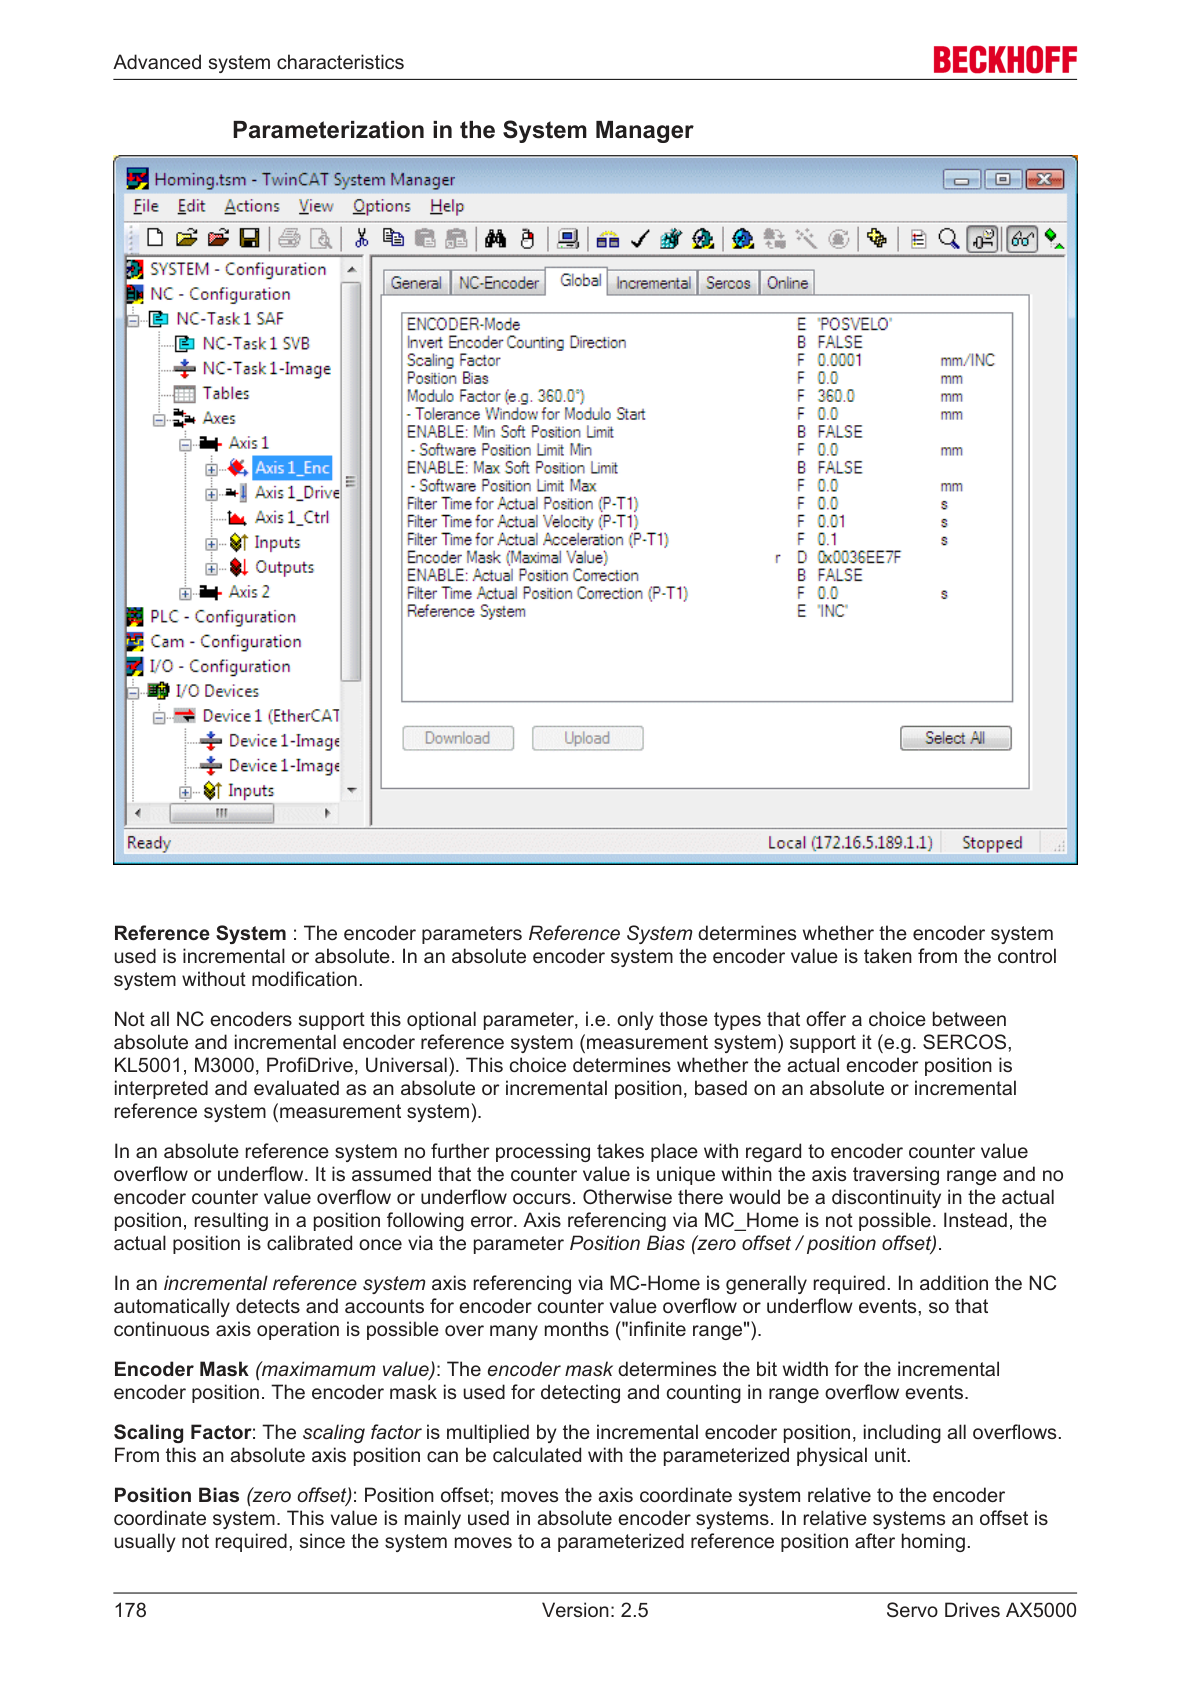 Advanced system characteristics
BECKHOFF
Parameterization in the System Manager
Homing.tsm - TwinCAT System Manager
File Edit Actions View Options Help
SYSTEM - Configuration
NC - Configuration
NC-Task 1 SAF
NC-Task 1 SVB
NC-Task 1-Image
Tables
Axes
Axis 1
Axis 1_Enc
Axis 1_Drive
Axis 1_Ctrl
Inputs
Outputs
Axis 2
PLC - Configuration
Cam - Configuration
I/O - Configuration
I/O Devices
Device 1 (EtherCAT
Device 1-Image
Device 1-Image
Inputs
General NC-Encoder Global Incremental Sercos Online
ENCODER-Mode E 'POSVELO'
Invert Encoder Counting Direction B FALSE
Scaling Factor F 0.0001 mm/INC
Position Bias F 0.0 mm
Modulo Factor (e.g. 360.0°) F 360.0 mm
- Tolerance Window for Modulo Start F 0.0 mm
ENABLE: Min Soft Position Limit B FALSE
- Software Position Limit Min F 0.0 mm
ENABLE: Max Soft Position Limit B FALSE
- Software Position Limit Max F 0.0 mm
Filter Time for Actual Position (P-T1) F 0.0 s
Filter Time for Actual Velocity (P-T1) F 0.01 s
Filter Time for Actual Acceleration (P-T1) F 0.1 s
Encoder Mask (Maximal Value) r D 0x0036EE7F
ENABLE: Actual Position Correction B FALSE
Filter Time Actual Position Correction (P-T1) F 0.0 s
Reference System E 'INC'
Download Upload Select All
Ready Local (172.16.5.189.1.1) Stopped
Reference System : The encoder parameters Reference System determines whether the encoder system
used is incremental or absolute. In an absolute encoder system the encoder value is taken from the control
system without modification.
Not all NC encoders support this optional parameter, i.e. only those types that offer a choice between
absolute and incremental encoder reference system (measurement system) support it (e.g. SERCOS,
KL5001, M3000, ProfiDrive, Universal). This choice determines whether the actual encoder position is
interpreted and evaluated as an absolute or incremental position, based on an absolute or incremental
reference system (measurement system).
In an absolute reference system no further processing takes place with regard to encoder counter value
overflow or underflow. It is assumed that the counter value is unique within the axis traversing range and no
encoder counter value overflow or underflow occurs. Otherwise there would be a discontinuity in the actual
position, resulting in a position following error. Axis referencing via MC_Home is not possible. Instead, the
actual position is calibrated once via the parameter Position Bias (zero offset / position offset).
In an incremental reference system axis referencing via MC-Home is generally required. In addition the NC
automatically detects and accounts for encoder counter value overflow or underflow events, so that
continuous axis operation is possible over many months ("infinite range").
Encoder Mask (maximamum value): The encoder mask determines the bit width for the incremental
encoder position. The encoder mask is used for detecting and counting in range overflow events.
Scaling Factor: The scaling factor is multiplied by the incremental encoder position, including all overflows.
From this an absolute axis position can be calculated with the parameterized physical unit.
Position Bias (zero offset): Position offset; moves the axis coordinate system relative to the encoder
coordinate system. This value is mainly used in absolute encoder systems. In relative systems an offset is
usually not required, since the system moves to a parameterized reference position after homing.
178 Version: 2.5 Servo Drives AX5000